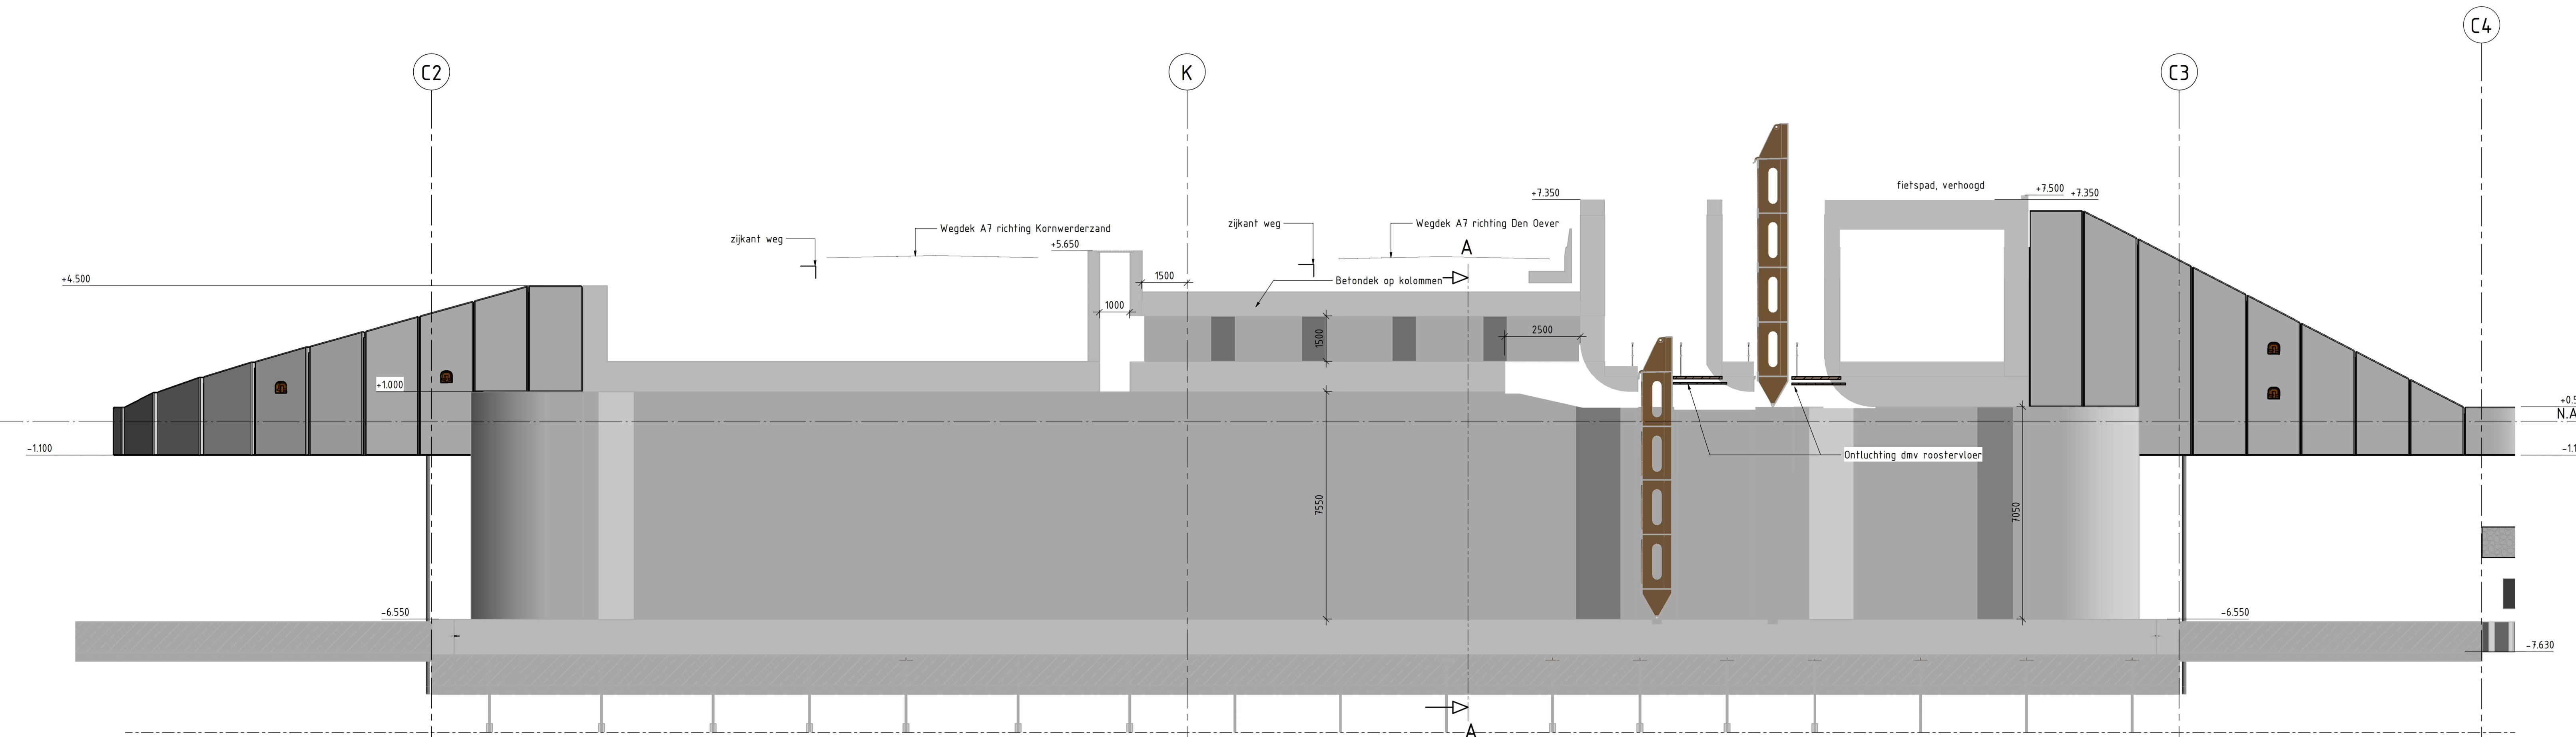 C4
C2
K
C3
fietspad, verhoogd
+7.350
+7.500
+7.350
zijkant weg
Wegdek A7 richting Kornwerderzand
zijkant weg
Wegdek A7 richting Den Oever
+5.650
A
+4.500
1500
Betondek op kolommen
1000
1500
2500
+1.000
-1.100
Ontluchting dmv roostervloer
7550
7050
-6.550
-6.550
-7.630
A